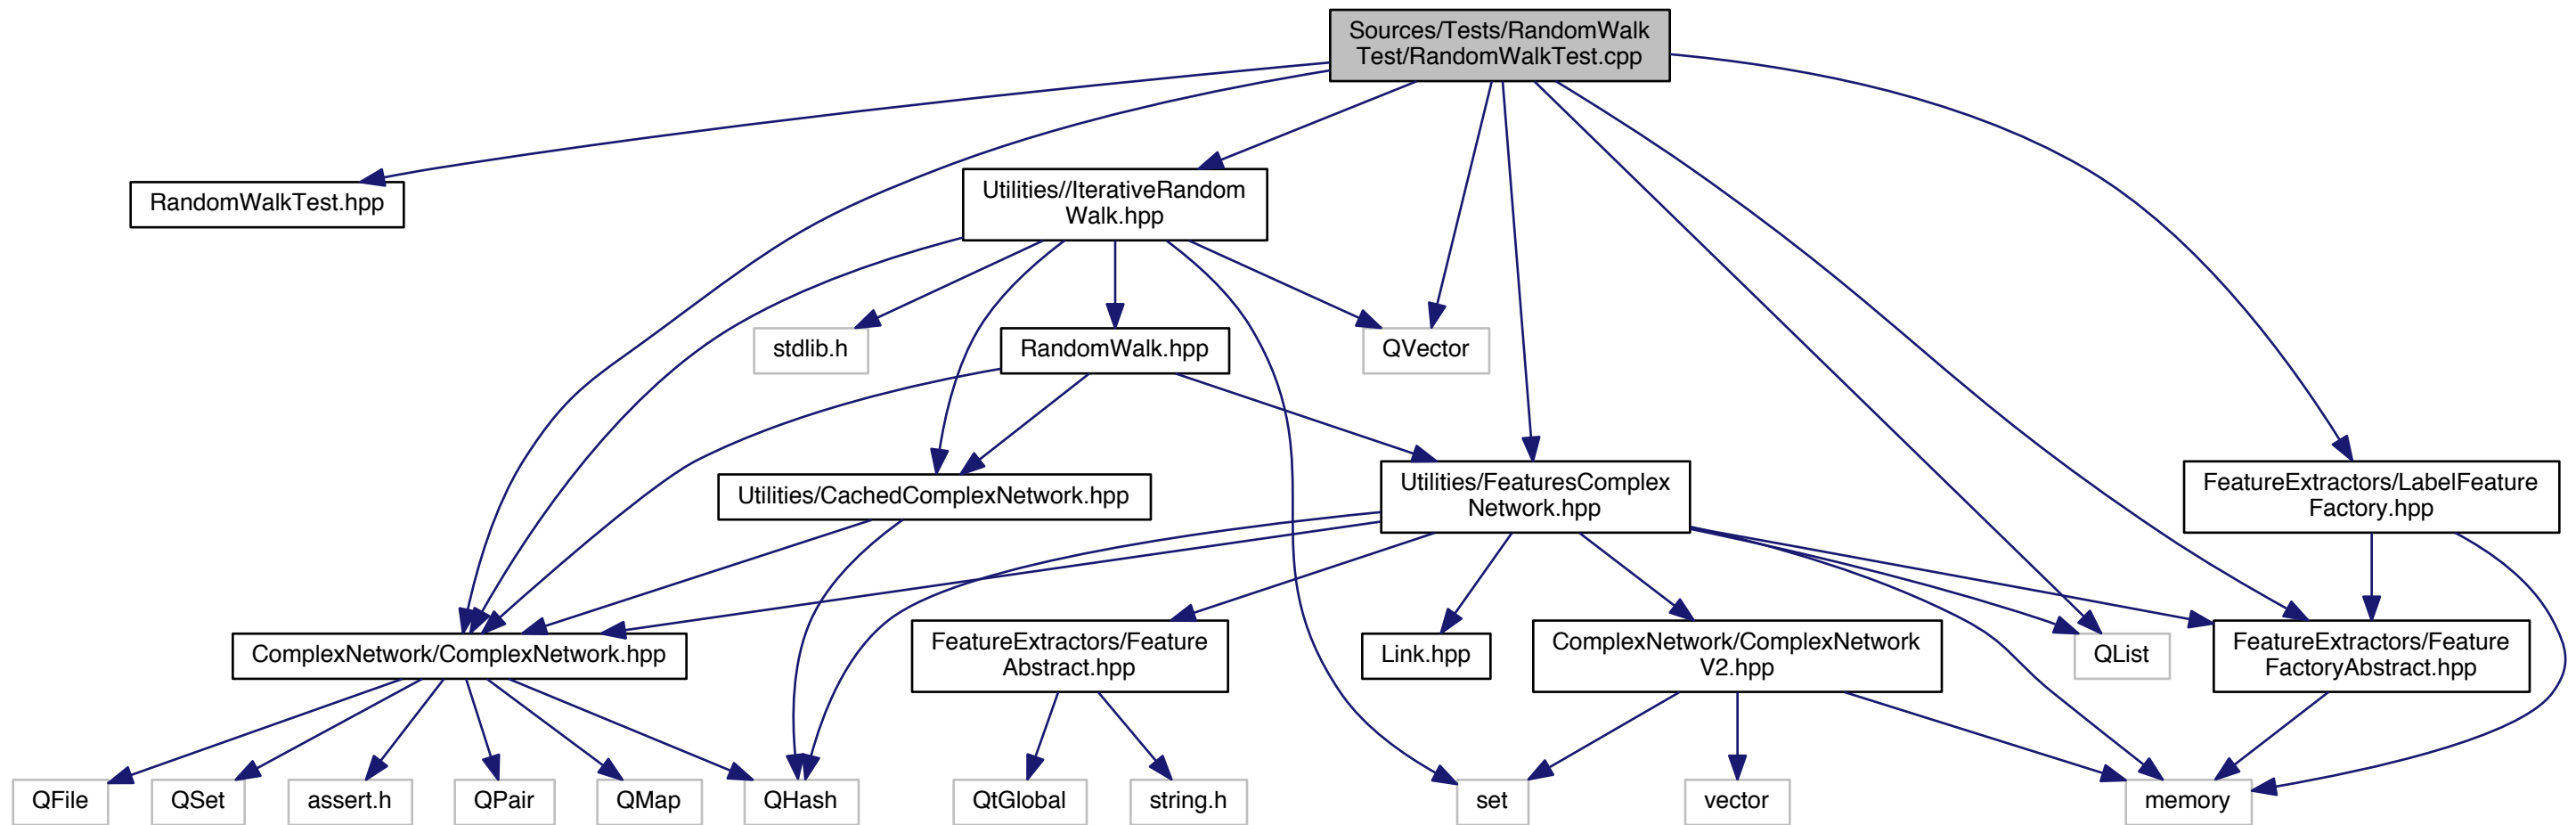 Sources/Tests/RandomWalk
Test/RandomWalkTest.cpp
RandomWalkTest.hpp
Utilities//IterativeRandom
Walk.hpp
stdlib.h
RandomWalk.hpp
QVector
Utilities/CachedComplexNetwork.hpp
Utilities/FeaturesComplex
Network.hpp
FeatureExtractors/LabelFeature
Factory.hpp
ComplexNetwork/ComplexNetwork.hpp
FeatureExtractors/Feature
Abstract.hpp
Link.hpp
ComplexNetwork/ComplexNetwork
V2.hpp
QList
FeatureExtractors/Feature
FactoryAbstract.hpp
QFile
QSet
assert.h
QPair
QMap
QHash
QtGlobal
string.h
set
vector
memory